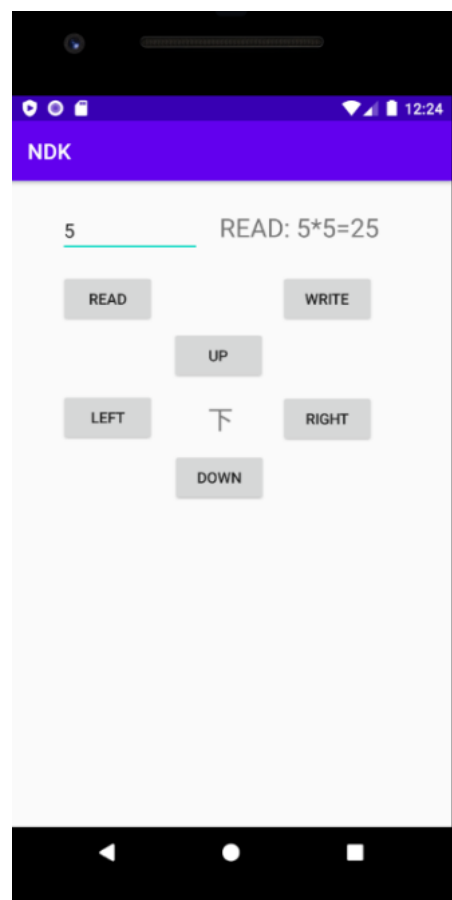 12:24
NDK
5 READ: 5*5=25
READ WRITE
UP
LEFT 下 RIGHT
DOWN